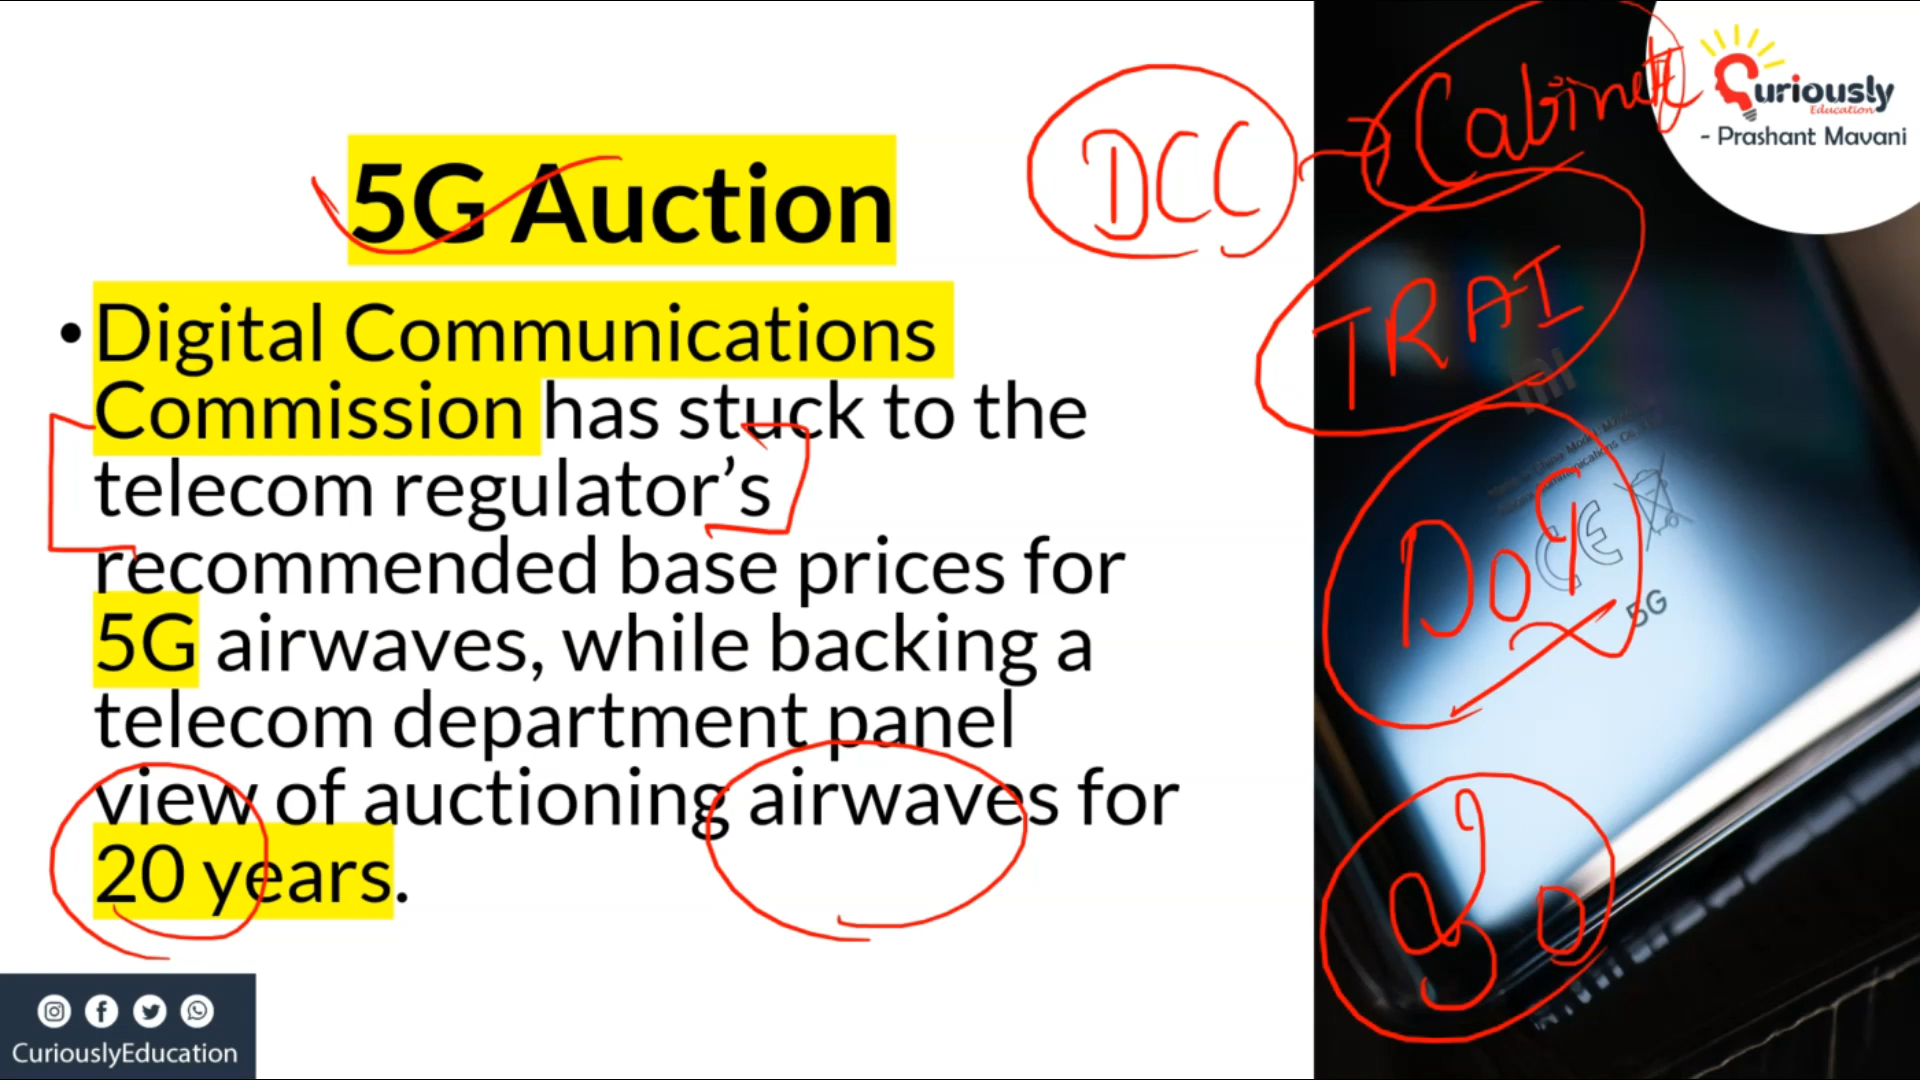 5G Auction
• Digital Communications
Commission has stuck to the
telecom regulator’s
recommended base prices for
5G airwaves, while backing a
telecom department panel
view of auctioning airwaves for
20 years.
DCC
Cabinet
TRAI
DoT
Curiously
Education
- Prashant Mavani
mi
CE
5G
CuriouslyEducation